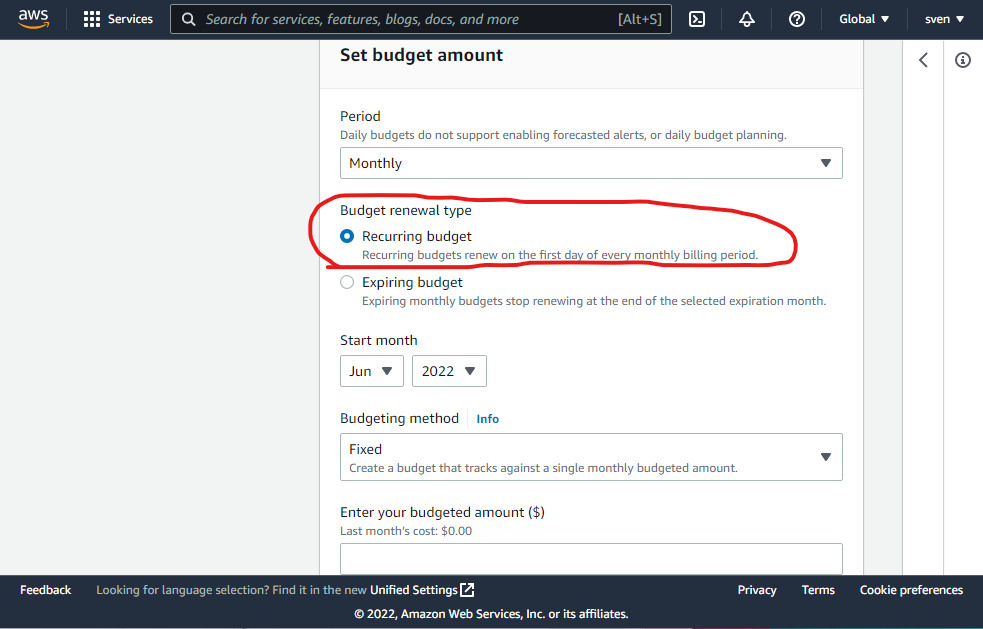 aws
Services
Search for services, features, blogs, docs, and more [Alt+S]
Global
sven
Set budget amount
Period
Daily budgets do not support enabling forecasted alerts, or daily budget planning.
Monthly
Budget renewal type
Recurring budget
Recurring budgets renew on the first day of every monthly billing period.
Expiring budget
Expiring monthly budgets stop renewing at the end of the selected expiration month.
Start month
Jun 2022
Budgeting method Info
Fixed
Create a budget that tracks against a single monthly budgeted amount.
Enter your budgeted amount ($)
Last month's cost: $0.00
Feedback Looking for language selection? Find it in the new Unified Settings Privacy Terms Cookie preferences
© 2022, Amazon Web Services, Inc. or its affiliates.